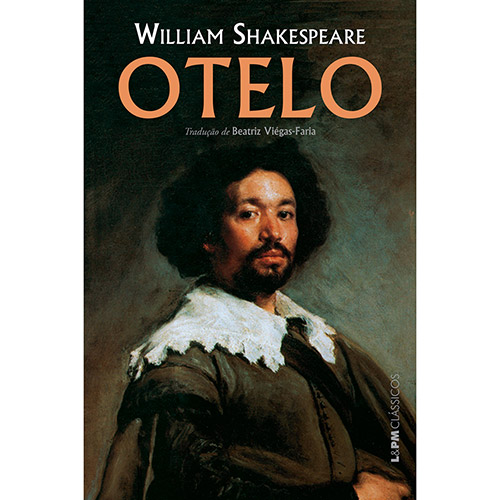 WILLIAM SHAKESPEARE
OTELO
Tradução de Beatriz Viégas-Faria
L&PM CLÁSSICOS